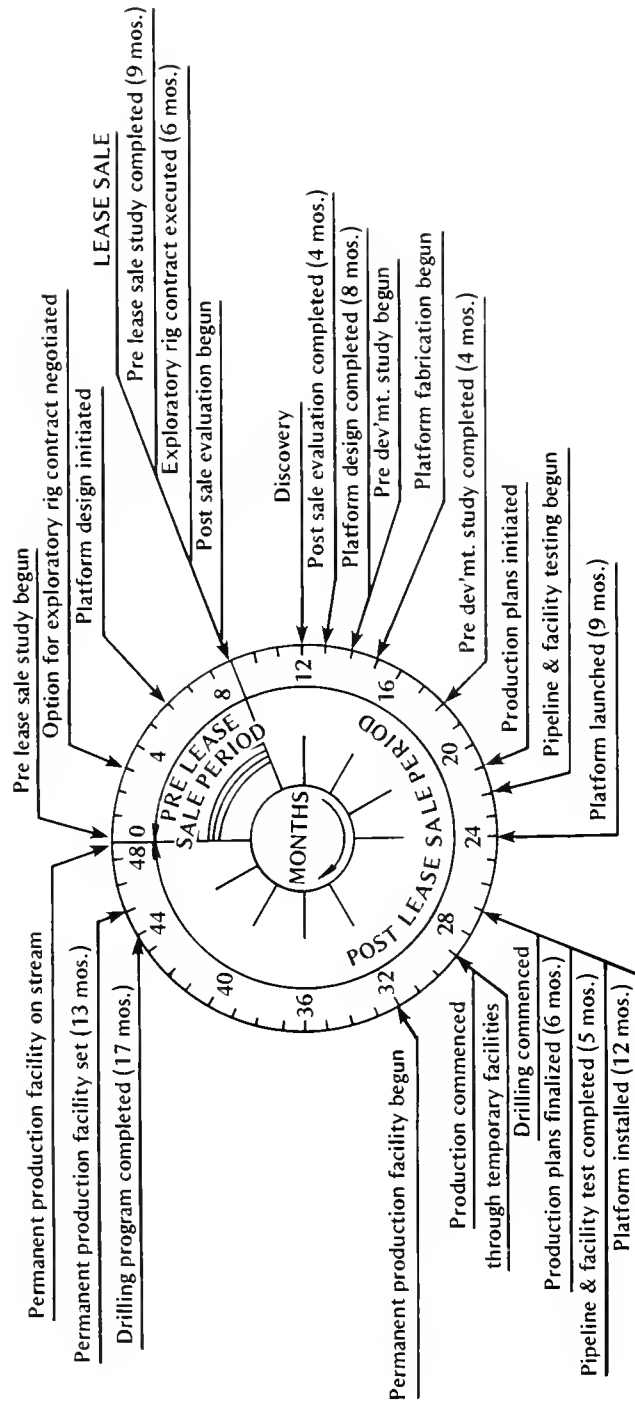 Pre lease sale study begun
Option for exploratory rig contract negotiated
Platform design initiated
LEASE SALE
Pre lease sale study completed (9 mos.)
Exploratory rig contract executed (6 mos.)
Post sale evaluation begun
Discovery
Post sale evaluation completed (4 mos.)
Platform design completed (8 mos.)
Pre dev'mt. study begun
Platform fabrication begun
Pre dev'mt. study completed (4 mos.)
Production plans initiated
Pipeline & facility testing begun
Platform launched (9 mos.)
Permanent production facility on stream
Permanent production facility set (13 mos.)
Drilling program completed (17 mos.)
Permanent production facility begun
Production commenced
through temporary facilities
Drilling commenced
Production plans finalized (6 mos.)
Pipeline & facility test completed (5 mos.)
Platform installed (12 mos.)
48 0
4
8
12
16
20
24
28
32
36
40
44
PRE LEASE
SALE PERIOD
MONTHS
POST LEASE SALE PERIOD